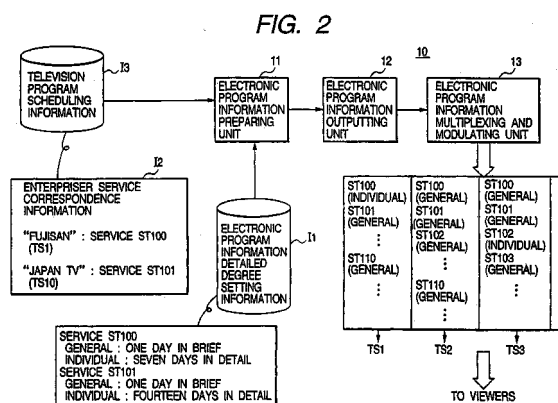 FIG. 2
10
I3
TELEVISION
PROGRAM
SCHEDULING
INFORMATION
11
ELECTRONIC
PROGRAM
INFORMATION
PREPARING
UNIT
12
ELECTRONIC
PROGRAM
INFORMATION
OUTPUTTING
UNIT
13
ELECTRONIC
PROGRAM
INFORMATION
MULTIPLEXING AND
MODULATING UNIT
I2
ENTERPRISER SERVICE
CORRESPONDENCE
INFORMATION
"FUJISAN" : SERVICE ST100
(TS1)
"JAPAN TV" : SERVICE ST101
(TS10)
I1
ELECTRONIC
PROGRAM
INFORMATION
DETAILED
DEGREE
SETTING
INFORMATION
SERVICE ST100
GENERAL : ONE DAY IN BRIEF
INDIVIDUAL : SEVEN DAYS IN DETAIL
SERVICE ST101
GENERAL : ONE DAY IN BRIEF
INDIVIDUAL : FOURTEEN DAYS IN DETAIL
ST100
(INDIVIDUAL)
ST101
(GENERAL)
ST110
(GENERAL)
ST100
(GENERAL)
ST101
(GENERAL)
ST102
(GENERAL)
ST110
(GENERAL)
ST100
(GENERAL)
ST101
(GENERAL)
ST102
(INDIVIDUAL)
ST103
(GENERAL)
TS1
TS2
TS3
TO VIEWERS